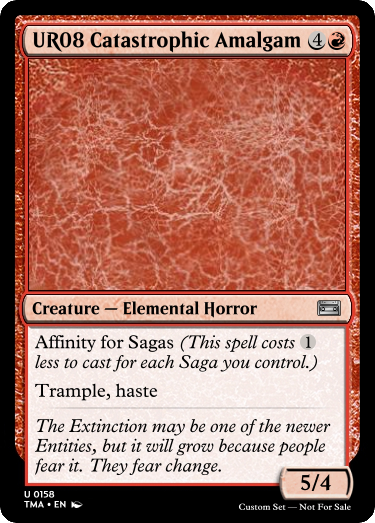 UR08 Catastrophic Amalgam 4
Creature — Elemental Horror
Affinity for Sagas (This spell costs 1
less to cast for each Saga you control.)
Trample, haste
The Extinction may be one of the newer
Entities, but it will grow because people
fear it. They fear change.
5/4
U 0158
TMA • EN
Custom Set — Not For Sale